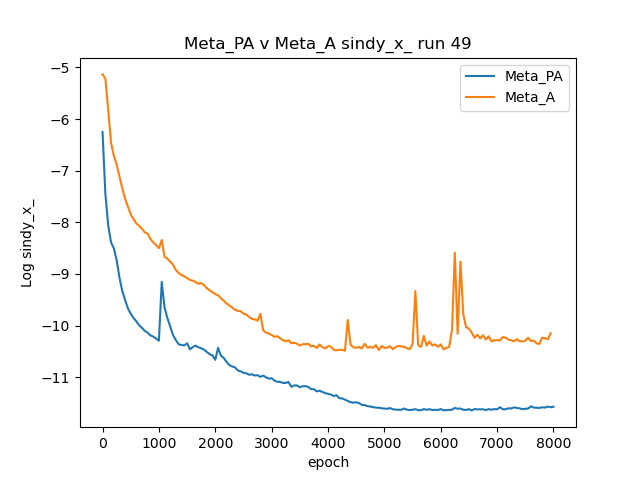 Meta_PA v Meta_A sindy_x_ run 49
Meta_PA
Meta_A
Log sindy_x_
−5
−6
−7
−8
−9
−10
−11
0 1000 2000 3000 4000 5000 6000 7000 8000
epoch